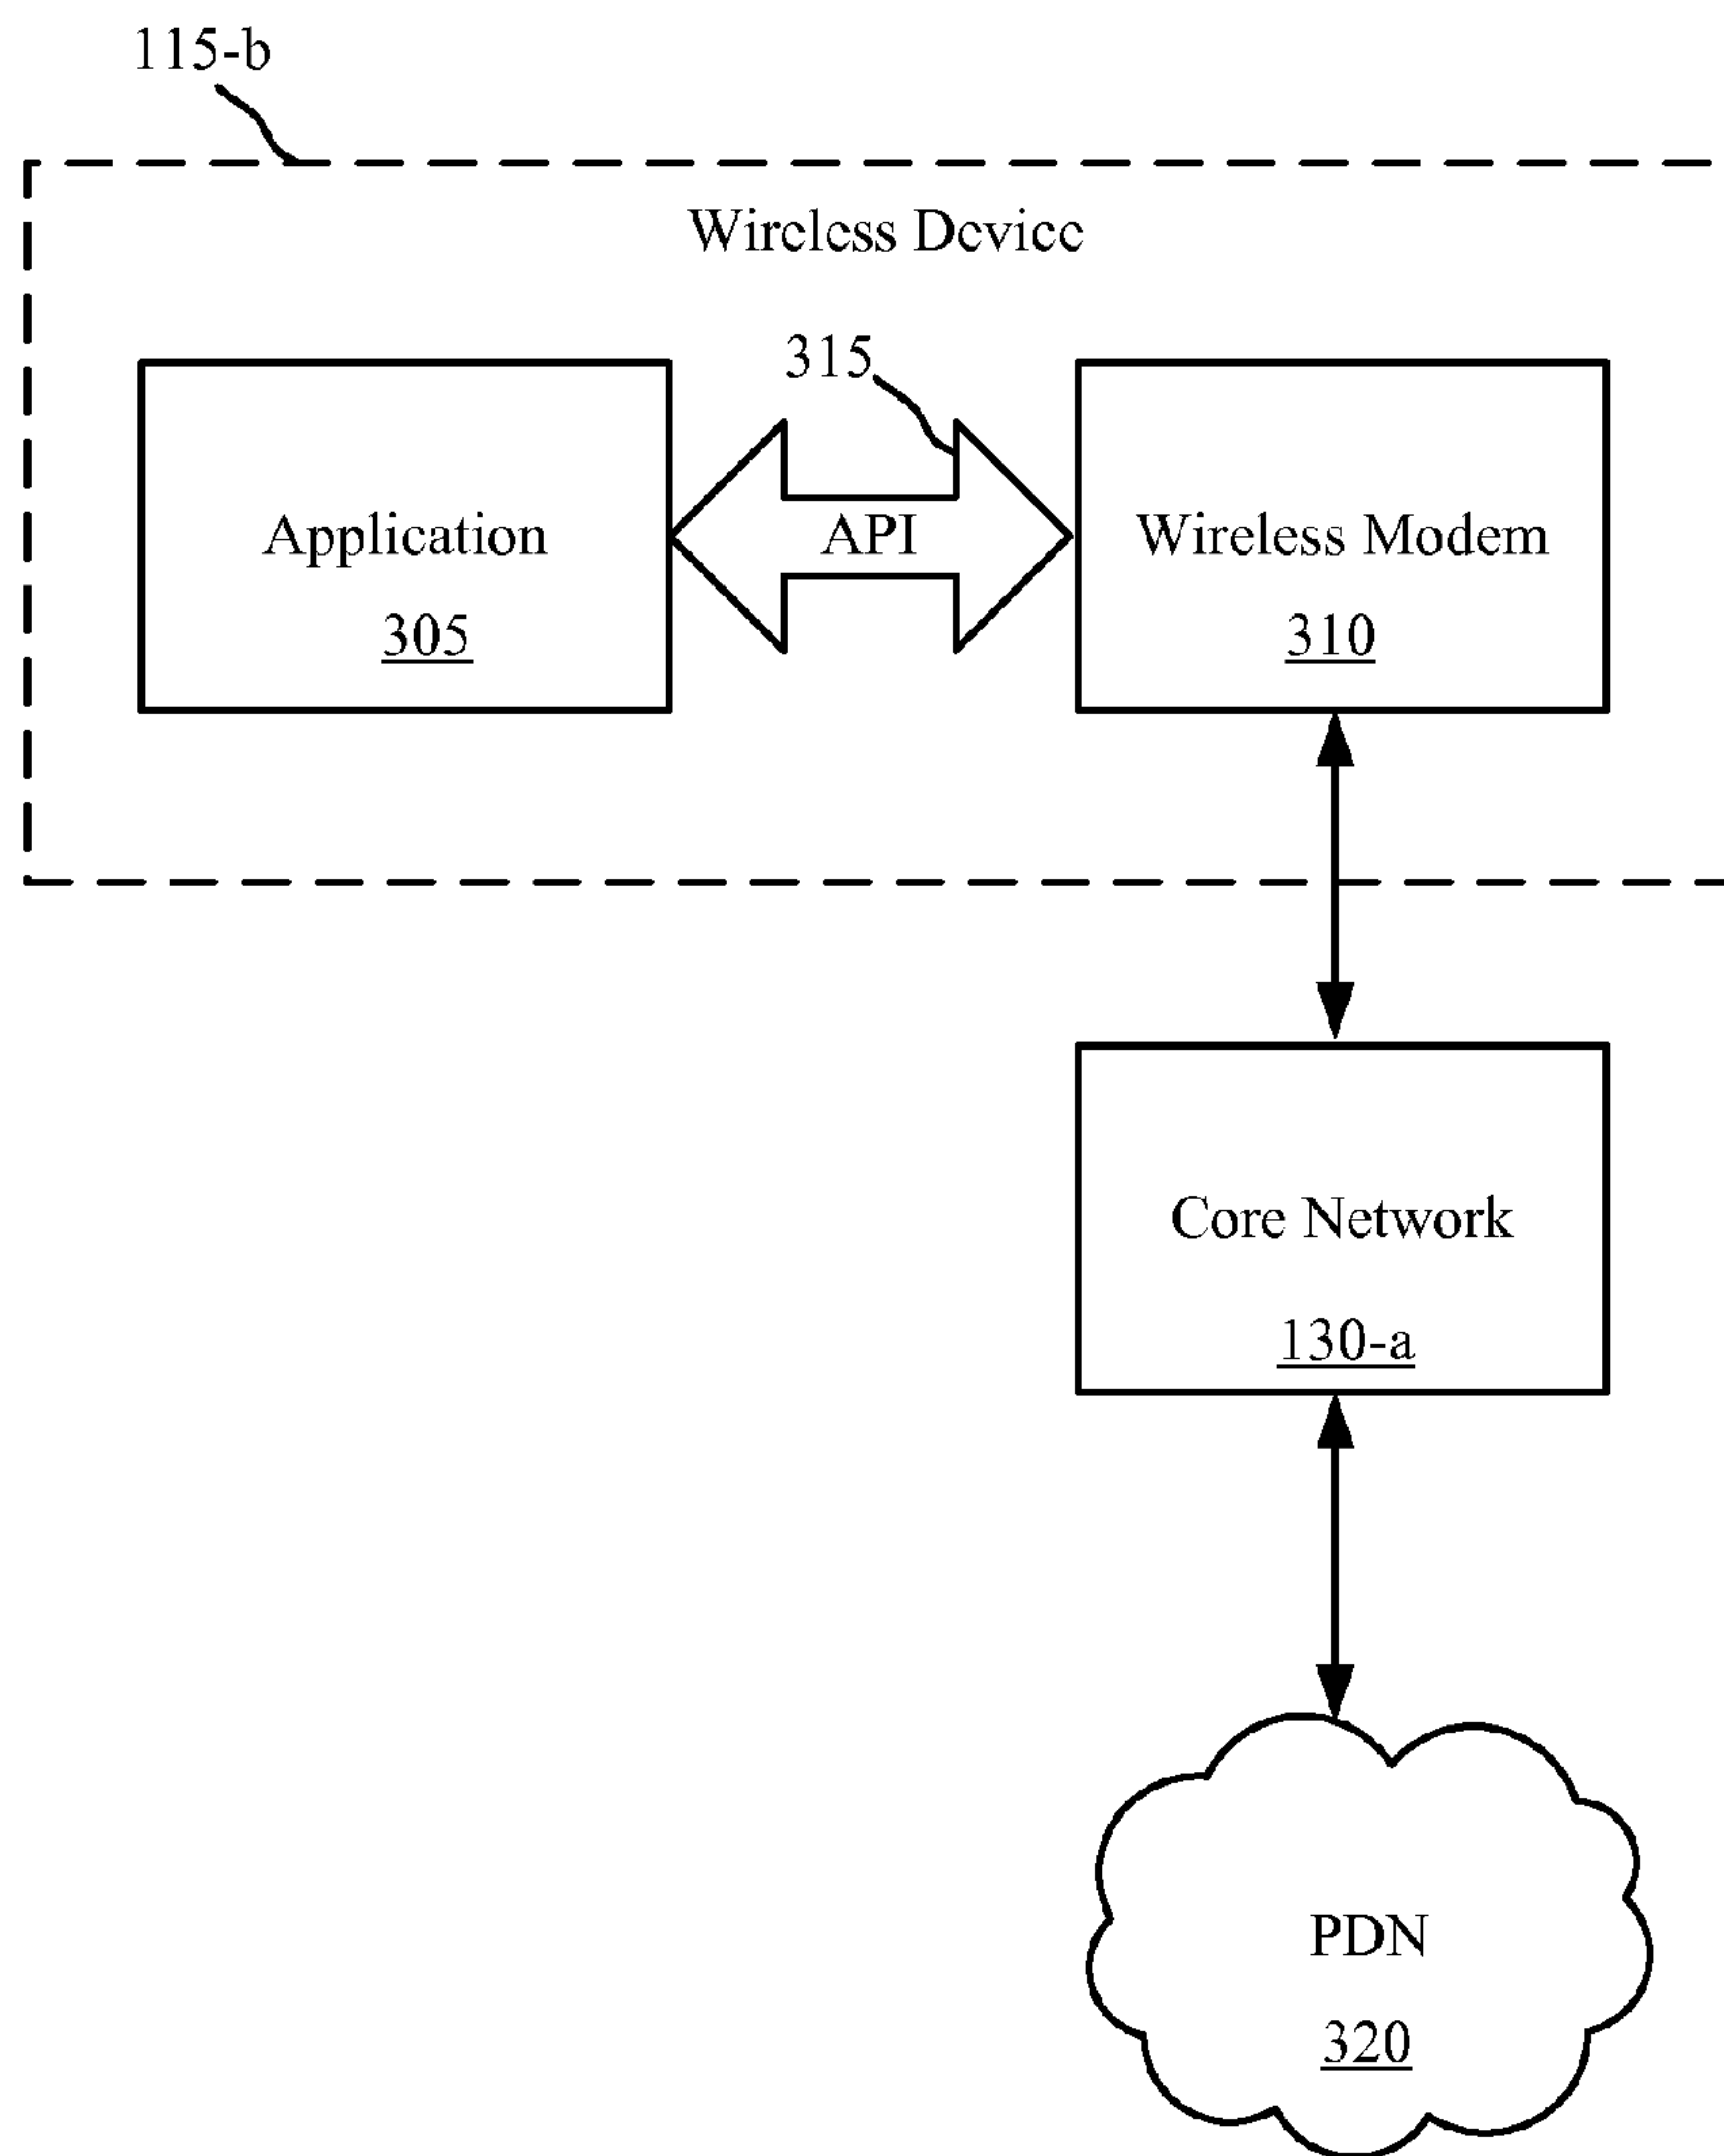 115-b
Wireless Device
315
Application
305
API
Wireless Modem
310
Core Network
130-a
PDN
320